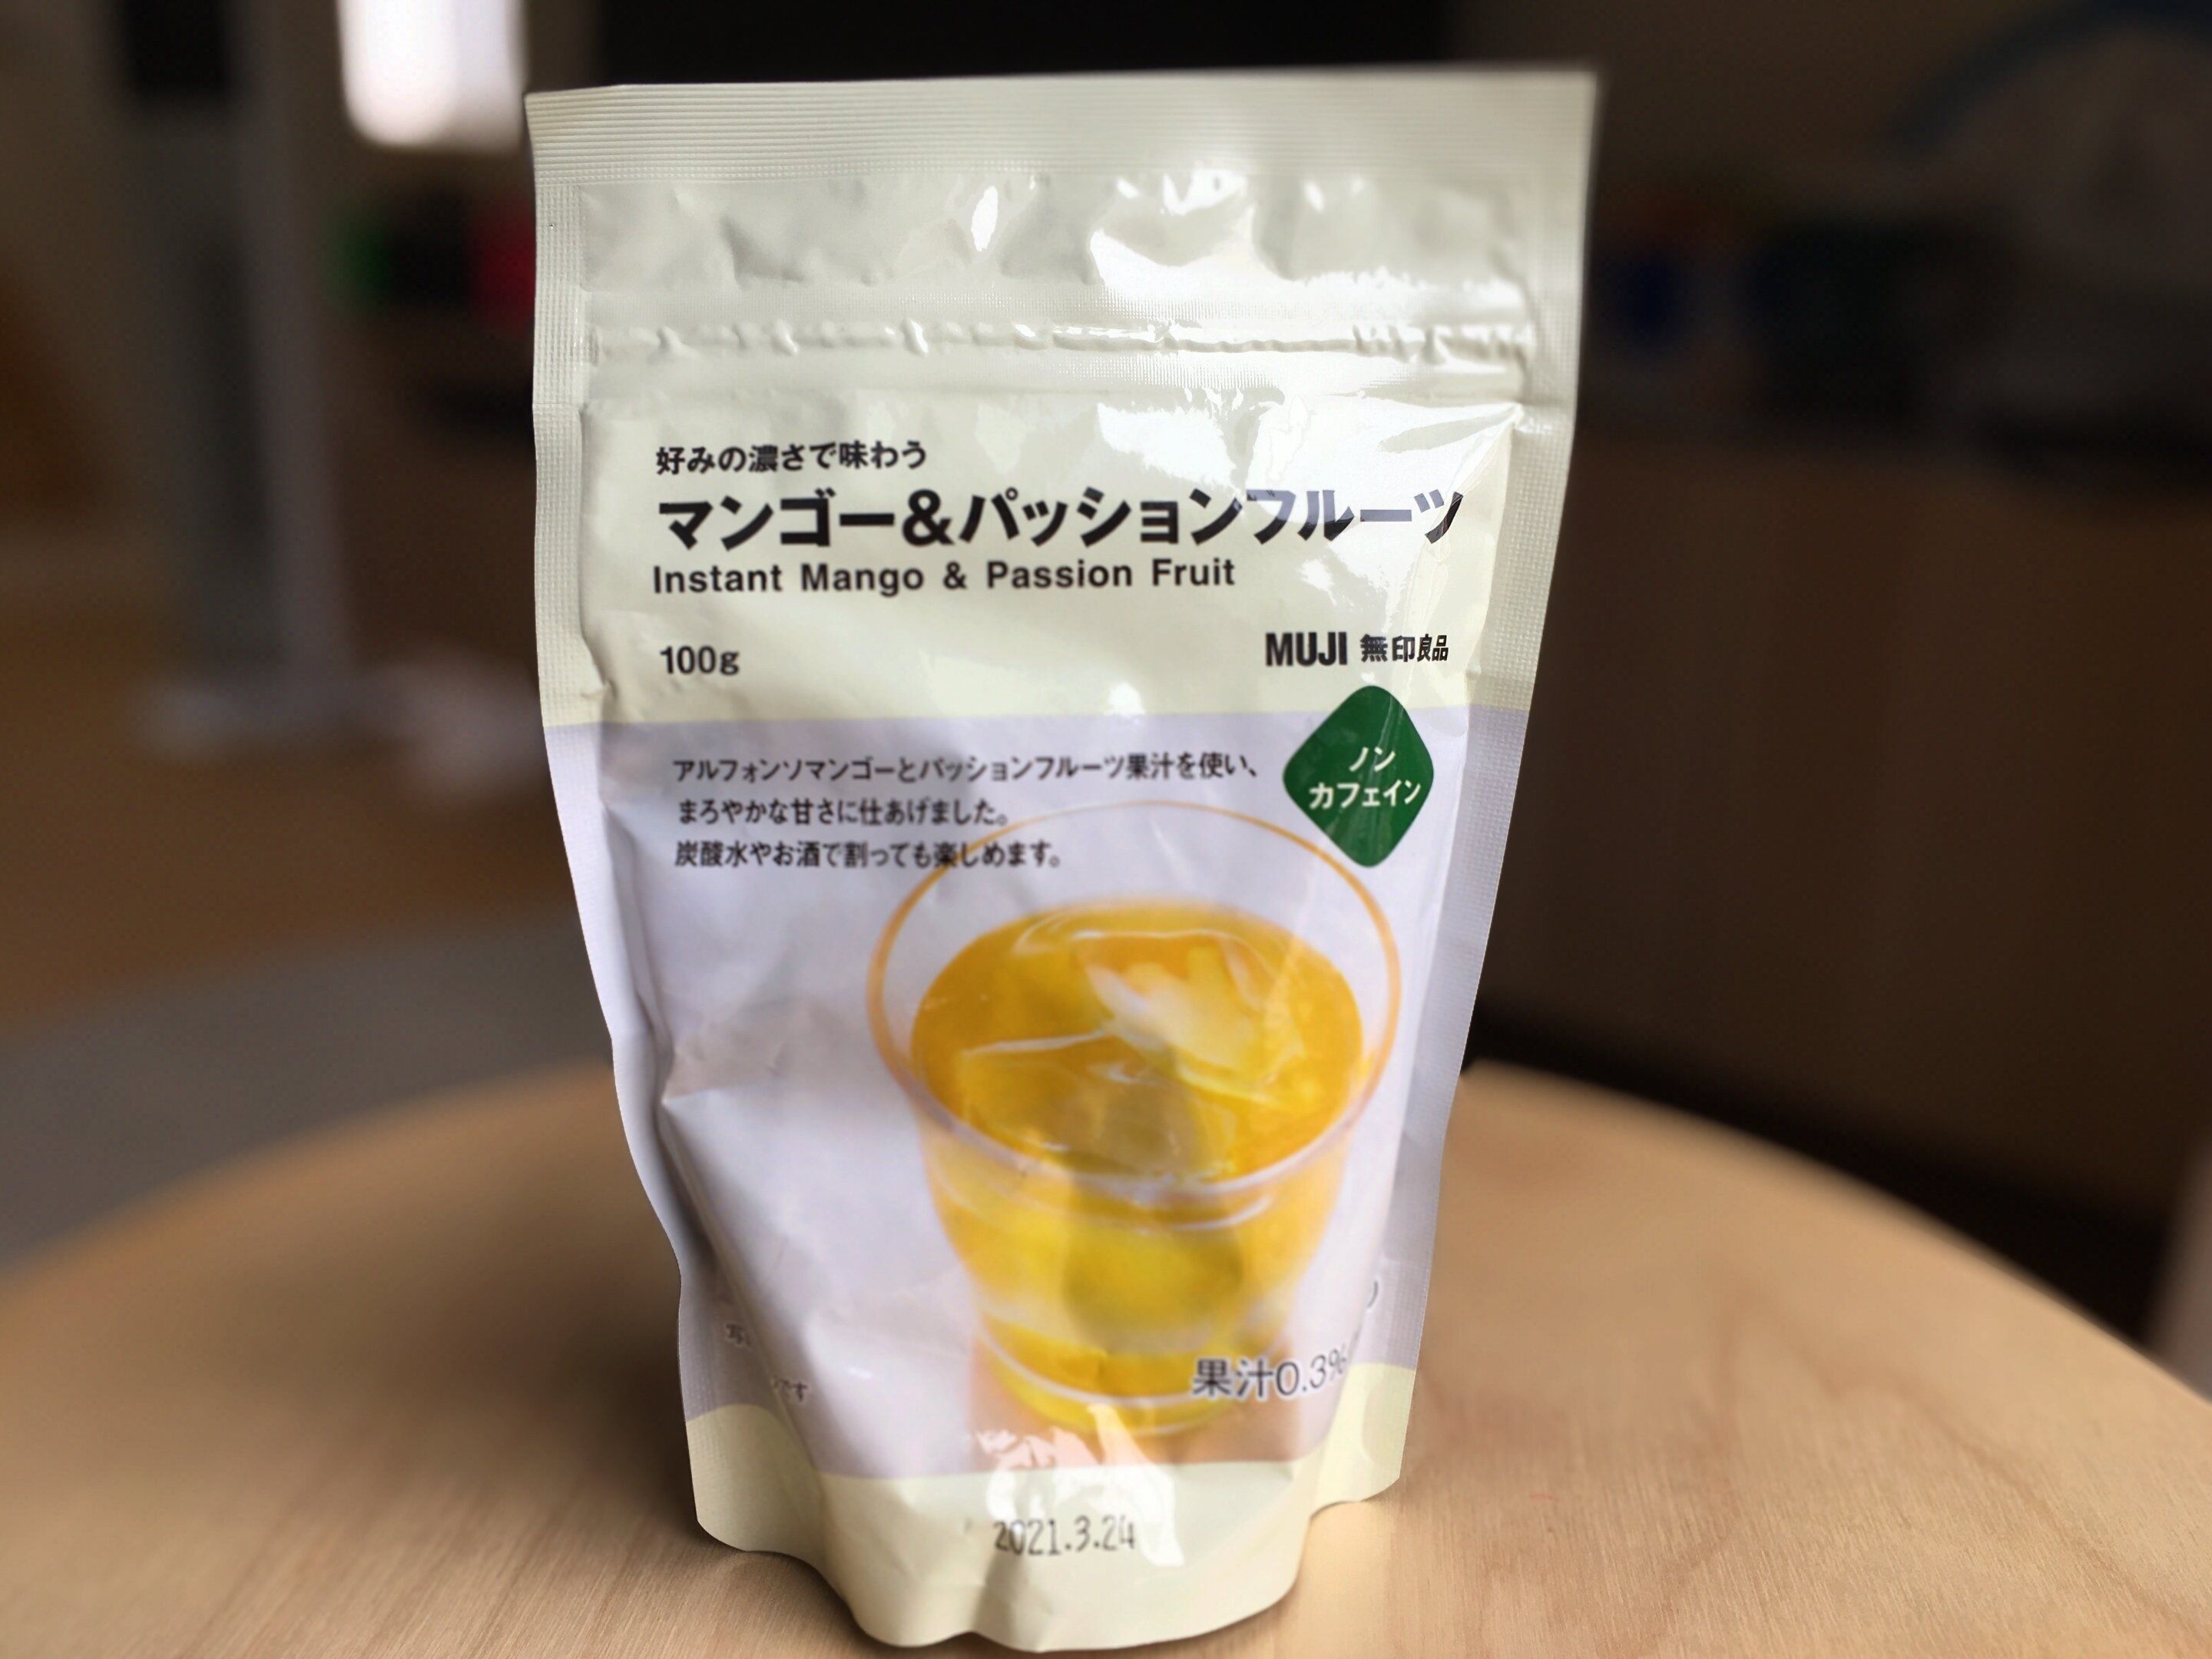 好みの濃さで味わう
マンゴー&パッションフルーツ
Instant Mango & Passion Fruit
100g
MUJI 無印良品
ノン
カフェイン
アルフォンソマンゴーとパッションフルーツ果汁を使い、
まろやかな甘さに仕あげました。
炭酸水やお酒で割っても楽しめます。
果汁0.3%
2021.3.24